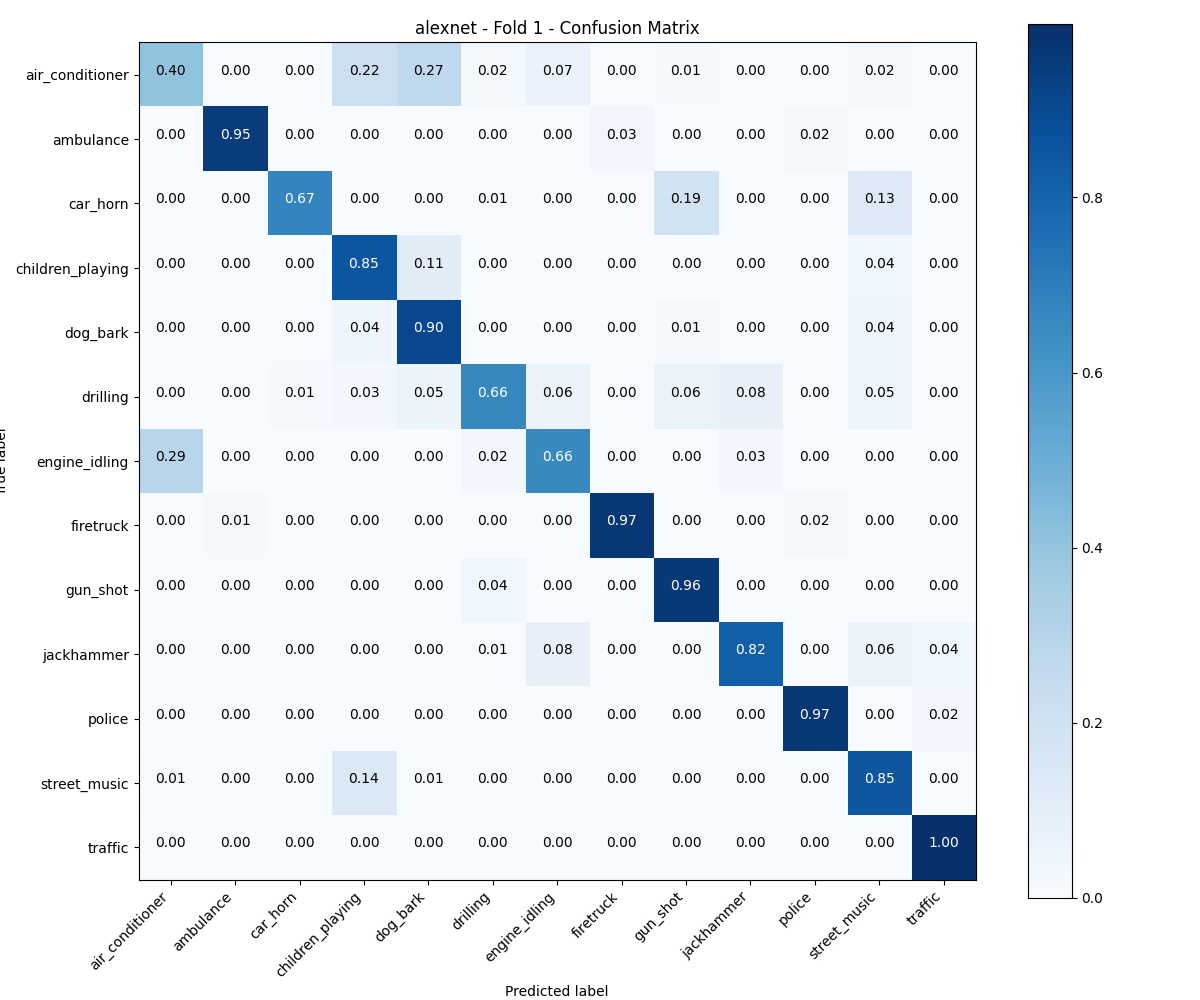 alexnet - Fold 1 - Confusion Matrix
air_conditioner 0.40 0.00 0.00 0.22 0.27 0.02 0.07 0.00 0.01 0.00 0.00 0.02 0.00
ambulance 0.00 0.95 0.00 0.00 0.00 0.00 0.00 0.03 0.00 0.00 0.02 0.00 0.00
car_horn 0.00 0.00 0.67 0.00 0.00 0.01 0.00 0.00 0.19 0.00 0.00 0.13 0.00
0.8
children_playing 0.00 0.00 0.00 0.85 0.11 0.00 0.00 0.00 0.00 0.00 0.00 0.04 0.00
dog_bark 0.00 0.00 0.00 0.04 0.90 0.00 0.00 0.00 0.01 0.00 0.00 0.04 0.00
0.6
drilling 0.00 0.00 0.01 0.03 0.05 0.66 0.06 0.00 0.06 0.08 0.00 0.05 0.00
True label
engine_idling 0.29 0.00 0.00 0.00 0.00 0.02 0.66 0.00 0.00 0.03 0.00 0.00 0.00
firetruck 0.00 0.01 0.00 0.00 0.00 0.00 0.00 0.97 0.00 0.00 0.02 0.00 0.00
0.4
gun_shot 0.00 0.00 0.00 0.00 0.00 0.04 0.00 0.00 0.96 0.00 0.00 0.00 0.00
jackhammer 0.00 0.00 0.00 0.00 0.00 0.01 0.08 0.00 0.00 0.82 0.00 0.06 0.04
police 0.00 0.00 0.00 0.00 0.00 0.00 0.00 0.00 0.00 0.00 0.97 0.00 0.02
0.2
street_music 0.01 0.00 0.00 0.14 0.01 0.00 0.00 0.00 0.00 0.00 0.00 0.85 0.00
traffic 0.00 0.00 0.00 0.00 0.00 0.00 0.00 0.00 0.00 0.00 0.00 0.00 1.00
0.0
air_conditioner ambulance car_horn children_playing dog_bark drilling engine_idling firetruck gun_shot jackhammer police street_music traffic
Predicted label